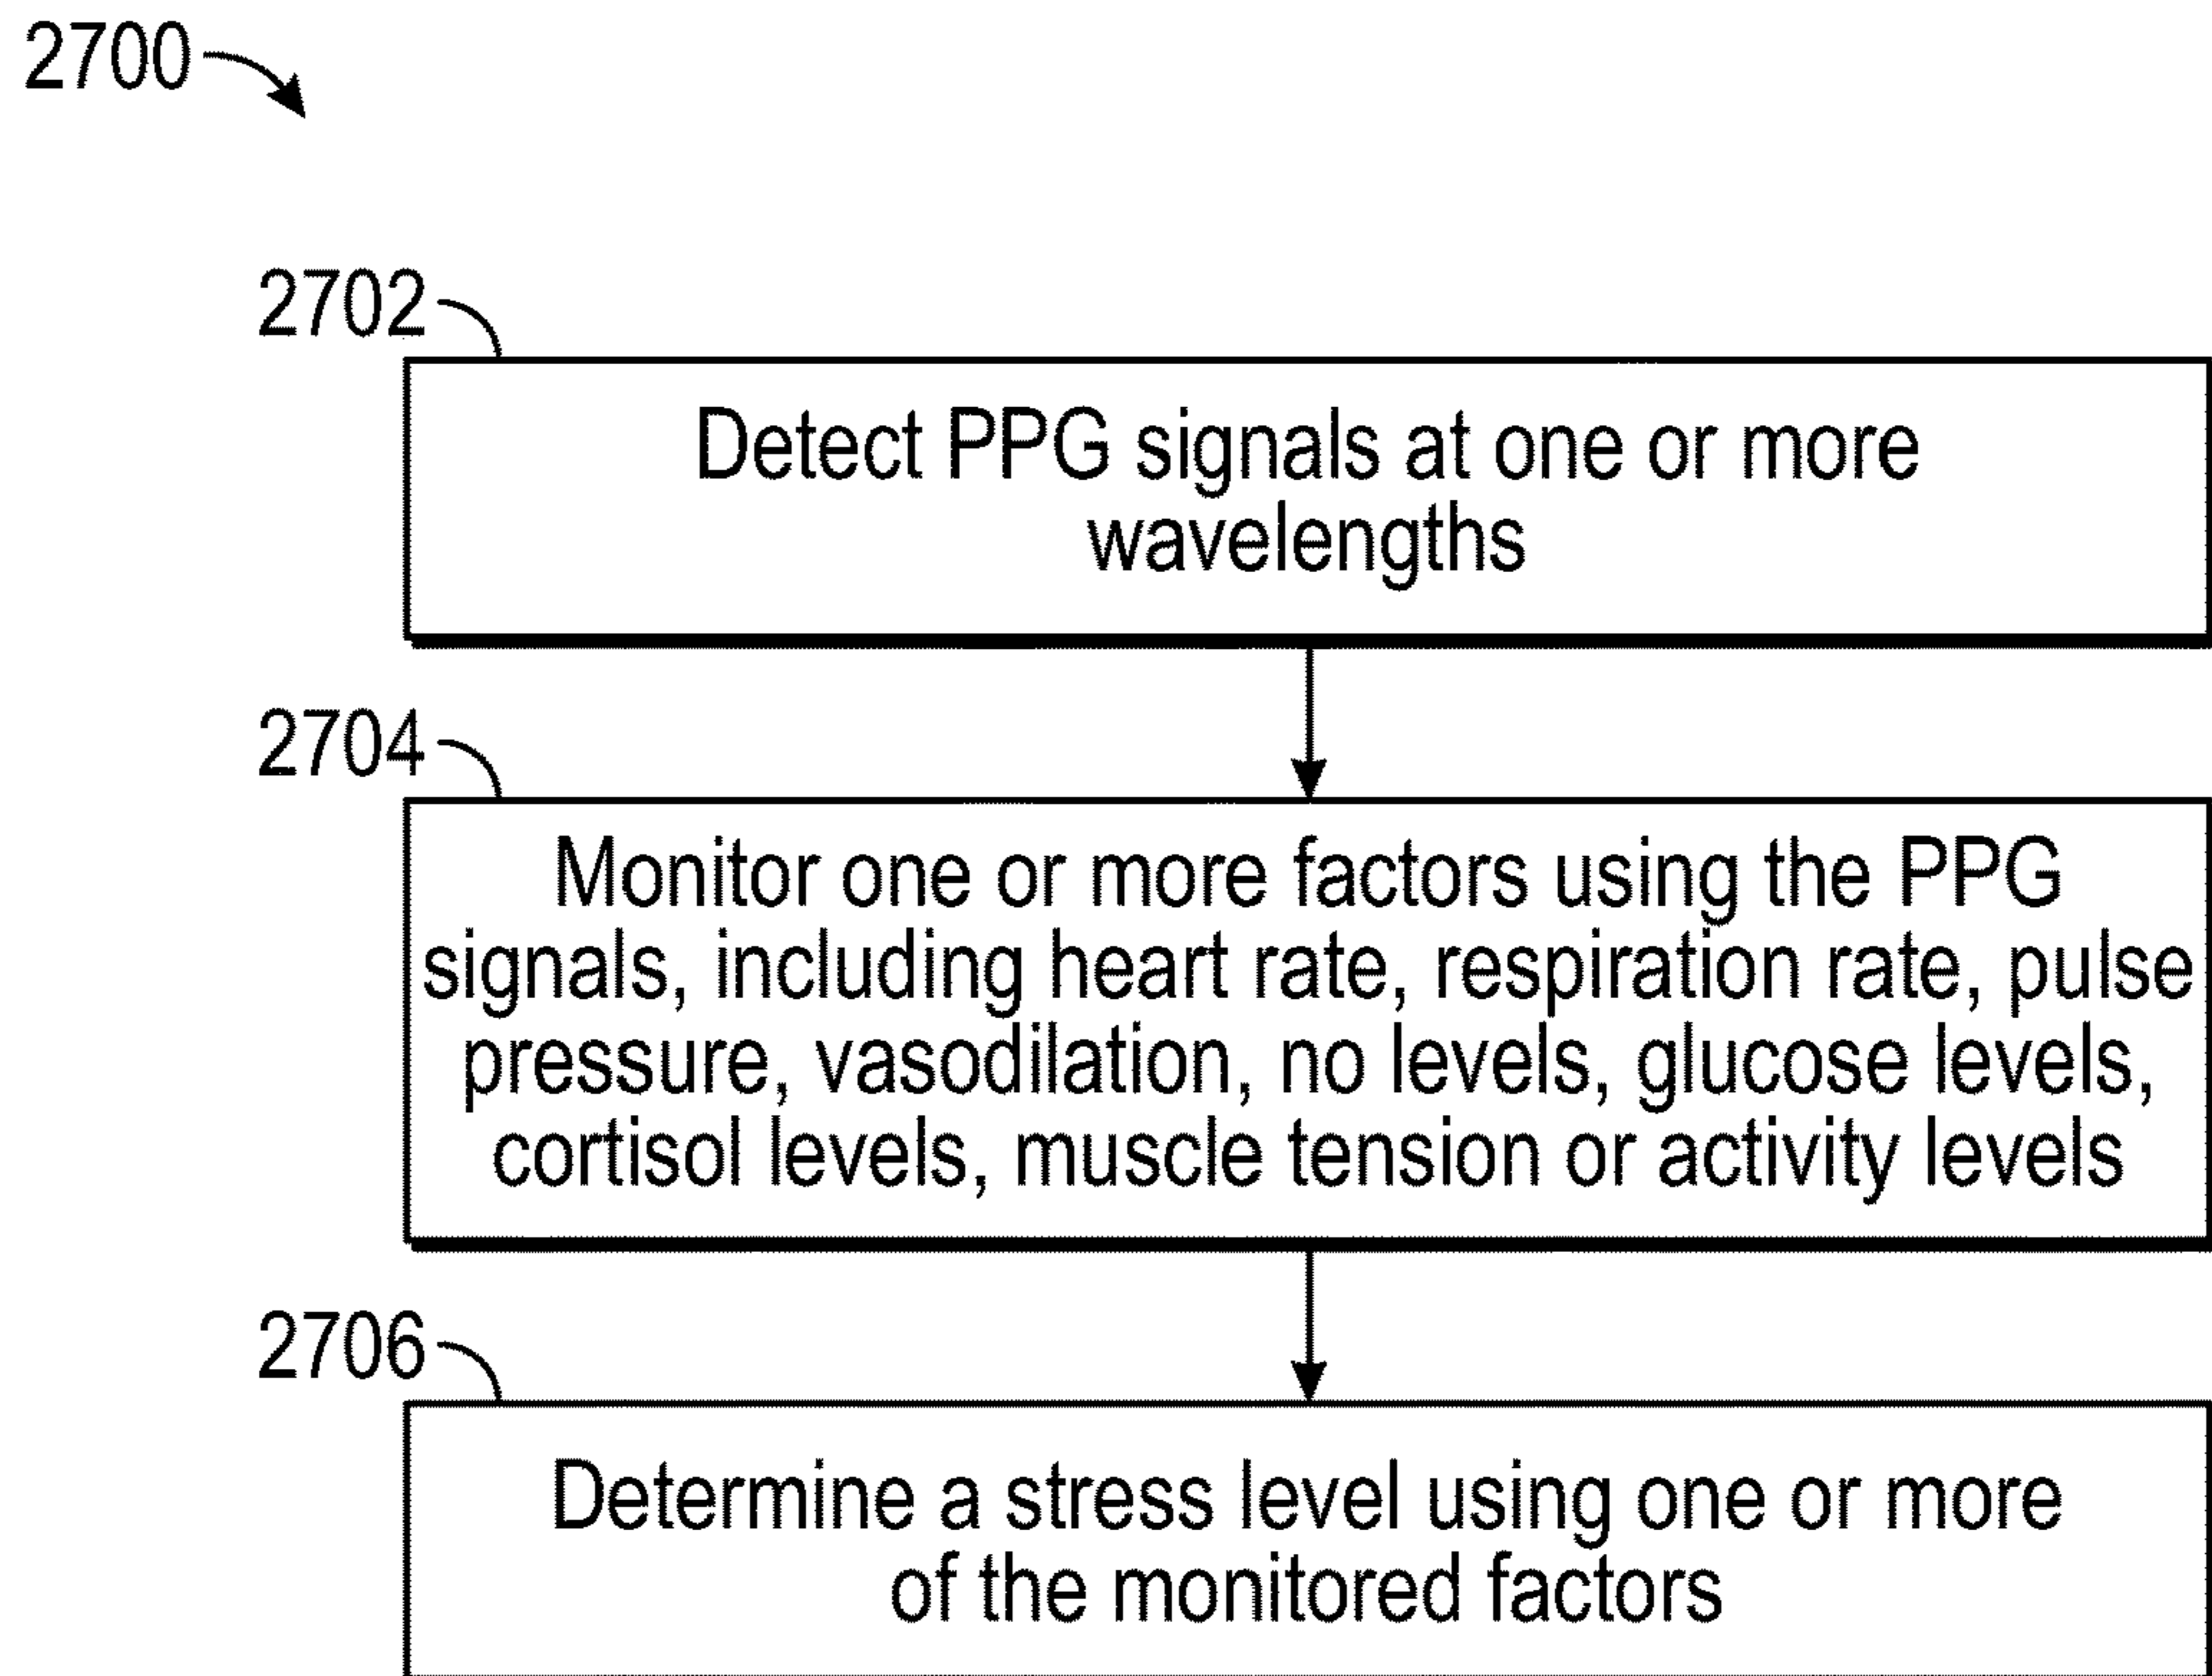 2700
2702
Detect PPG signals at one or more
wavelengths
2704
Monitor one or more factors using the PPG
signals, including heart rate, respiration rate, pulse
pressure, vasodilation, no levels, glucose levels,
cortisol levels, muscle tension or activity levels
2706
Determine a stress level using one or more
of the monitored factors